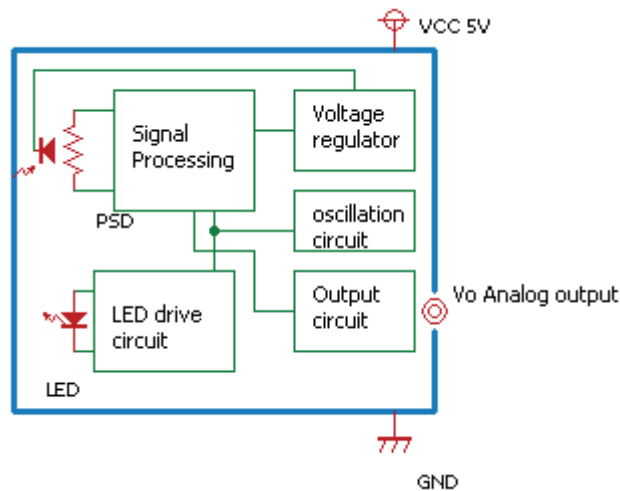 VCC 5V
Signal
Processing
Voltage
regulator
PSD
oscillation
circuit
LED drive
circuit
Output
circuit
Vo Analog output
LED
GND